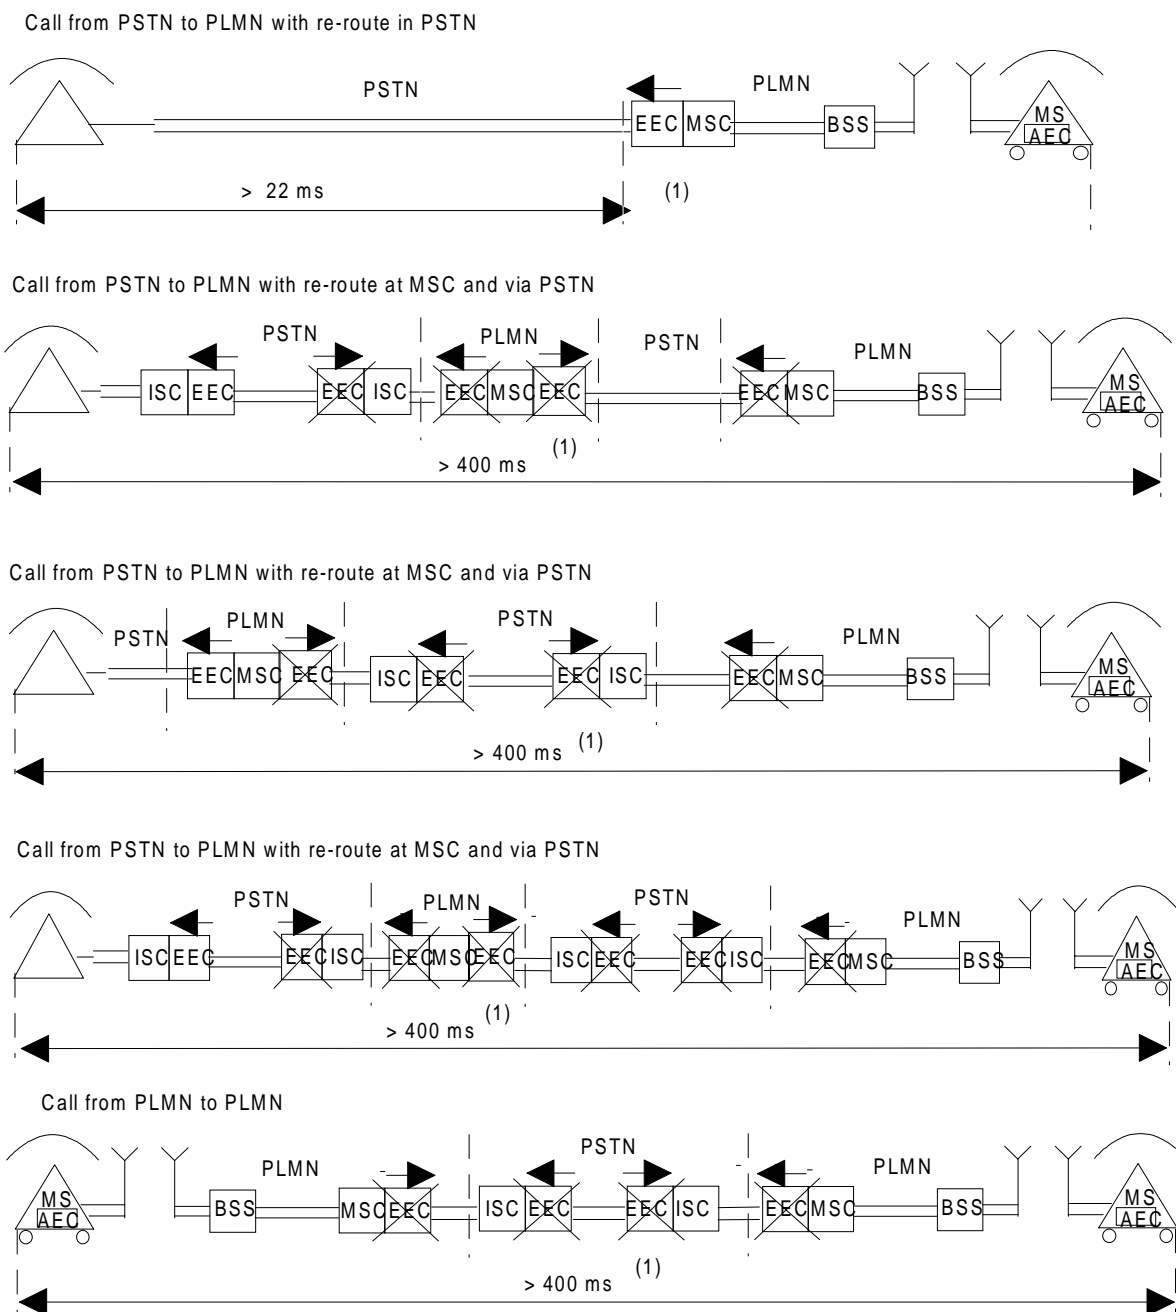 Call from PSTN to PLMN with re-route in PSTN
PSTN PLMN
EEC MSC BSS MS
AEC
> 22 ms (1)
Call from PSTN to PLMN with re-route at MSC and via PSTN
PSTN PLMN PSTN PLMN
ISC EEC EEC ISC EEC MSC EEC EEC MSC BSS MS
AEC
(1)
> 400 ms
Call from PSTN to PLMN with re-route at MSC and via PSTN
PSTN PLMN PSTN PLMN
EEC MSC EEC ISC EEC EEC ISC EEC MSC BSS MS
AEC
> 400 ms (1)
Call from PSTN to PLMN with re-route at MSC and via PSTN
PSTN PLMN PSTN PLMN
ISC EEC EEC ISC EEC MSC EEC ISC EEC EEC ISC EEC MSC BSS MS
AEC
(1)
> 400 ms
Call from PLMN to PLMN
PLMN PSTN PLMN
MS BSS MSC EEC ISC EEC EEC ISC EEC MSC BSS MS
AEC AEC
(1)
> 400 ms